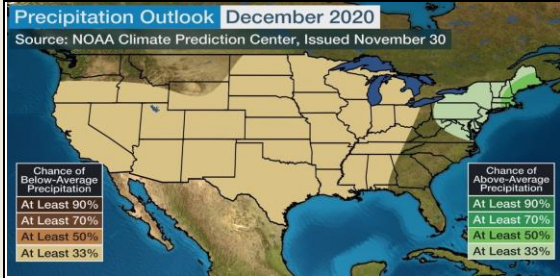 Precipitation Outlook December 2020
Source: NOAA Climate Prediction Center, Issued November 30
Chance of
Below-Average
Precipitation
At Least 90%
At Least 70%
At Least 50%
At Least 33%
Chance of
Above-Average
Precipitation
At Least 90%
At Least 70%
At Least 50%
At Least 33%